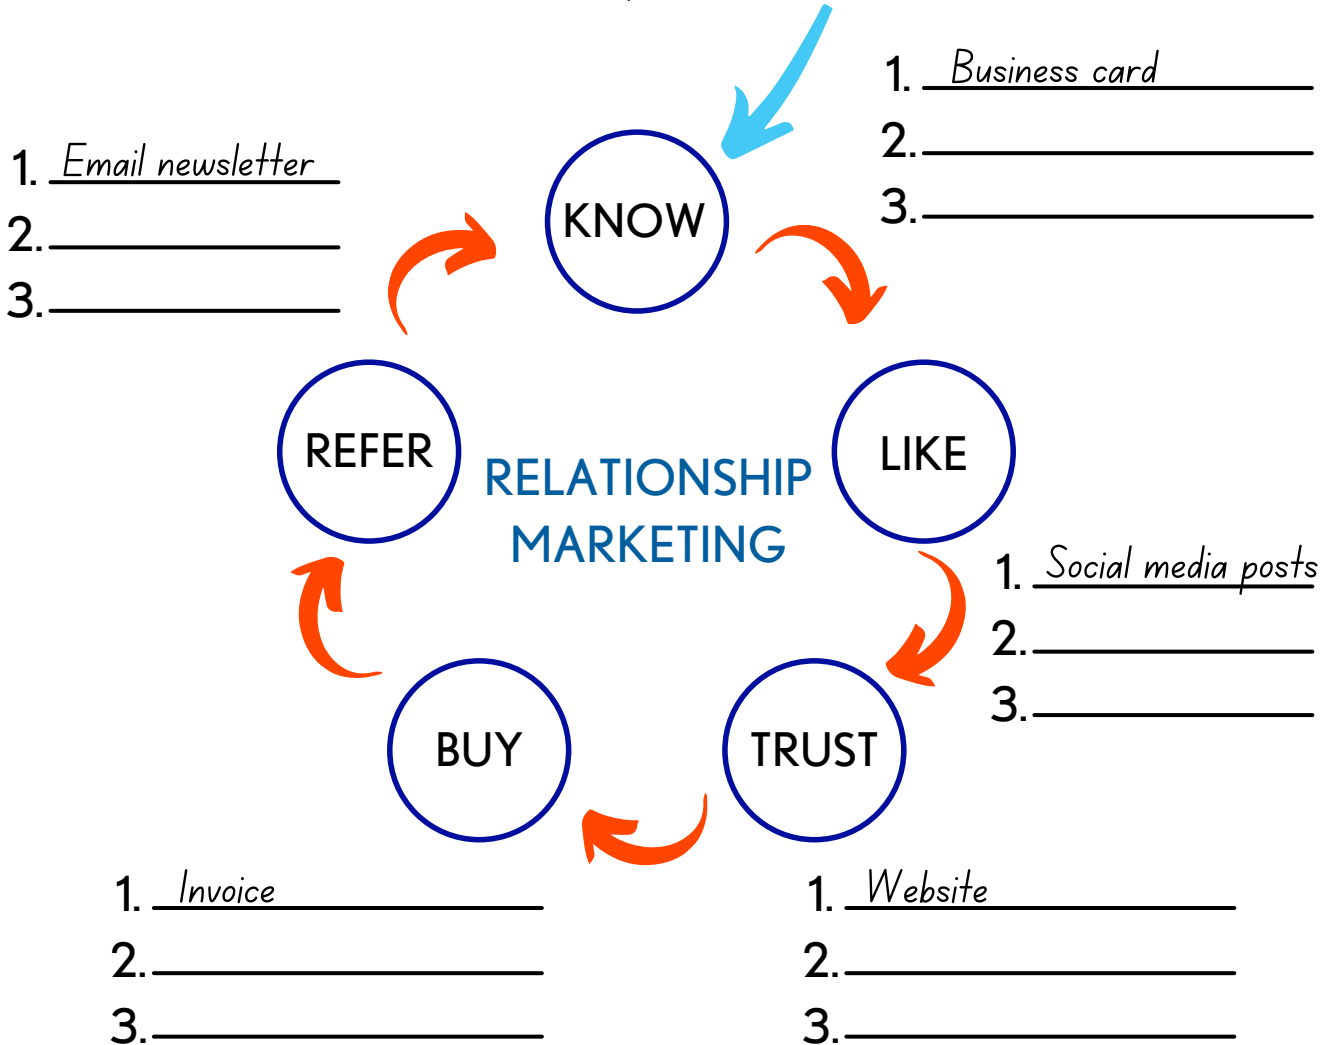 KNOW
1. Business card
2.
3.
LIKE
1. Social media posts
2.
3.
TRUST
1. Website
2.
3.
BUY
1. Invoice
2.
3.
REFER
1. Email newsletter
2.
3.
RELATIONSHIP
MARKETING